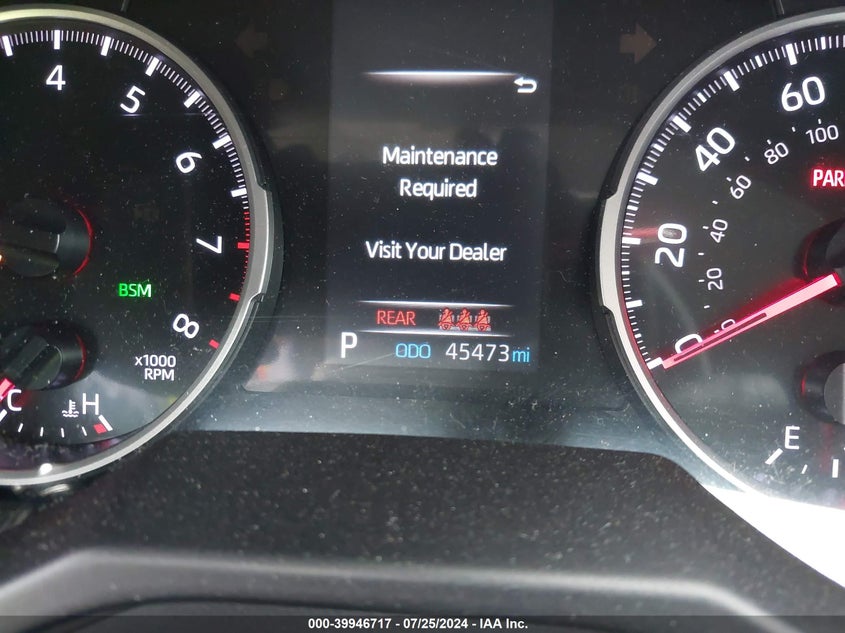 4
5
6
7
8
x1000
RPM
BSM
C
H
Maintenance
Required
Visit Your Dealer
REAR
P
ODO 45473 mi
0
20
40
60
20
40
60
80
100
PAR
E
000-39946717 - 07/25/2024 - IAA Inc.